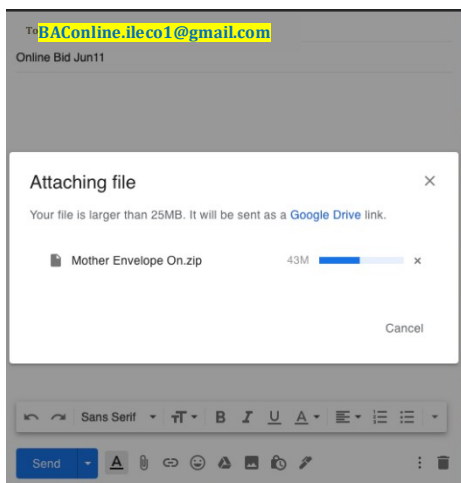 To BAConline.ileco1@gmail.com
Online Bid Jun11
Attaching file
Your file is larger than 25MB. It will be sent as a Google Drive link.
Mother Envelope On.zip 43M
Cancel
Sans Serif B I U A
Send A